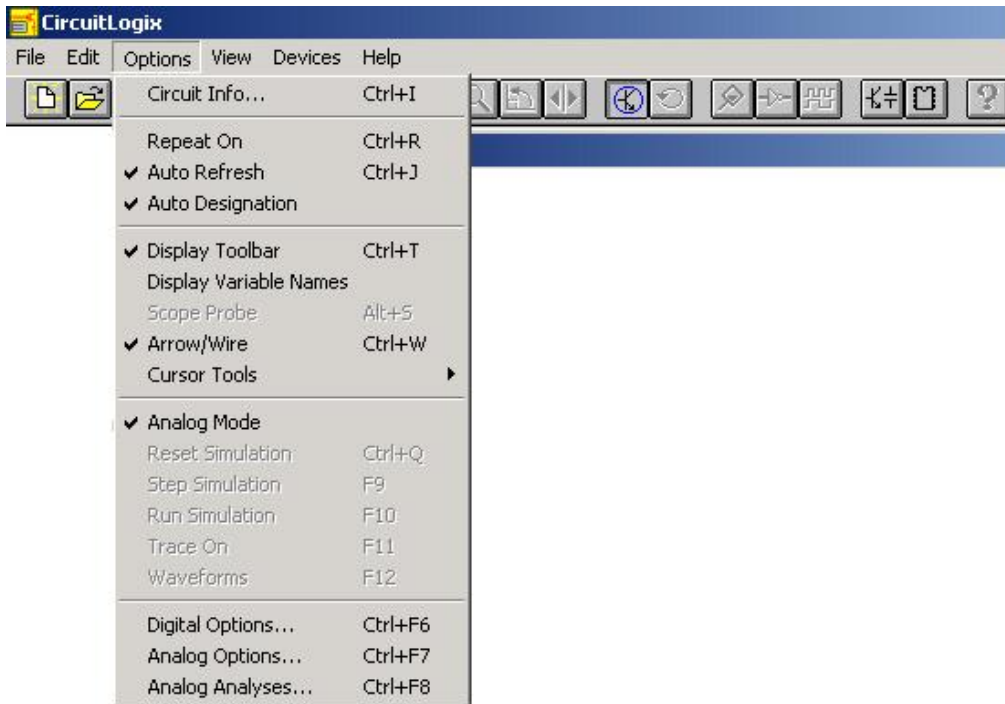 CircuitLogix
File Edit Options View Devices Help
Circuit Info... Ctrl+I
Repeat On Ctrl+R
Auto Refresh Ctrl+J
Auto Designation
Display Toolbar Ctrl+T
Display Variable Names
Scope Probe Alt+S
Arrow/Wire Ctrl+W
Cursor Tools
Analog Mode
Reset Simulation Ctrl+Q
Step Simulation F9
Run Simulation F10
Trace On F11
Waveforms F12
Digital Options... Ctrl+F6
Analog Options... Ctrl+F7
Analog Analyses... Ctrl+F8